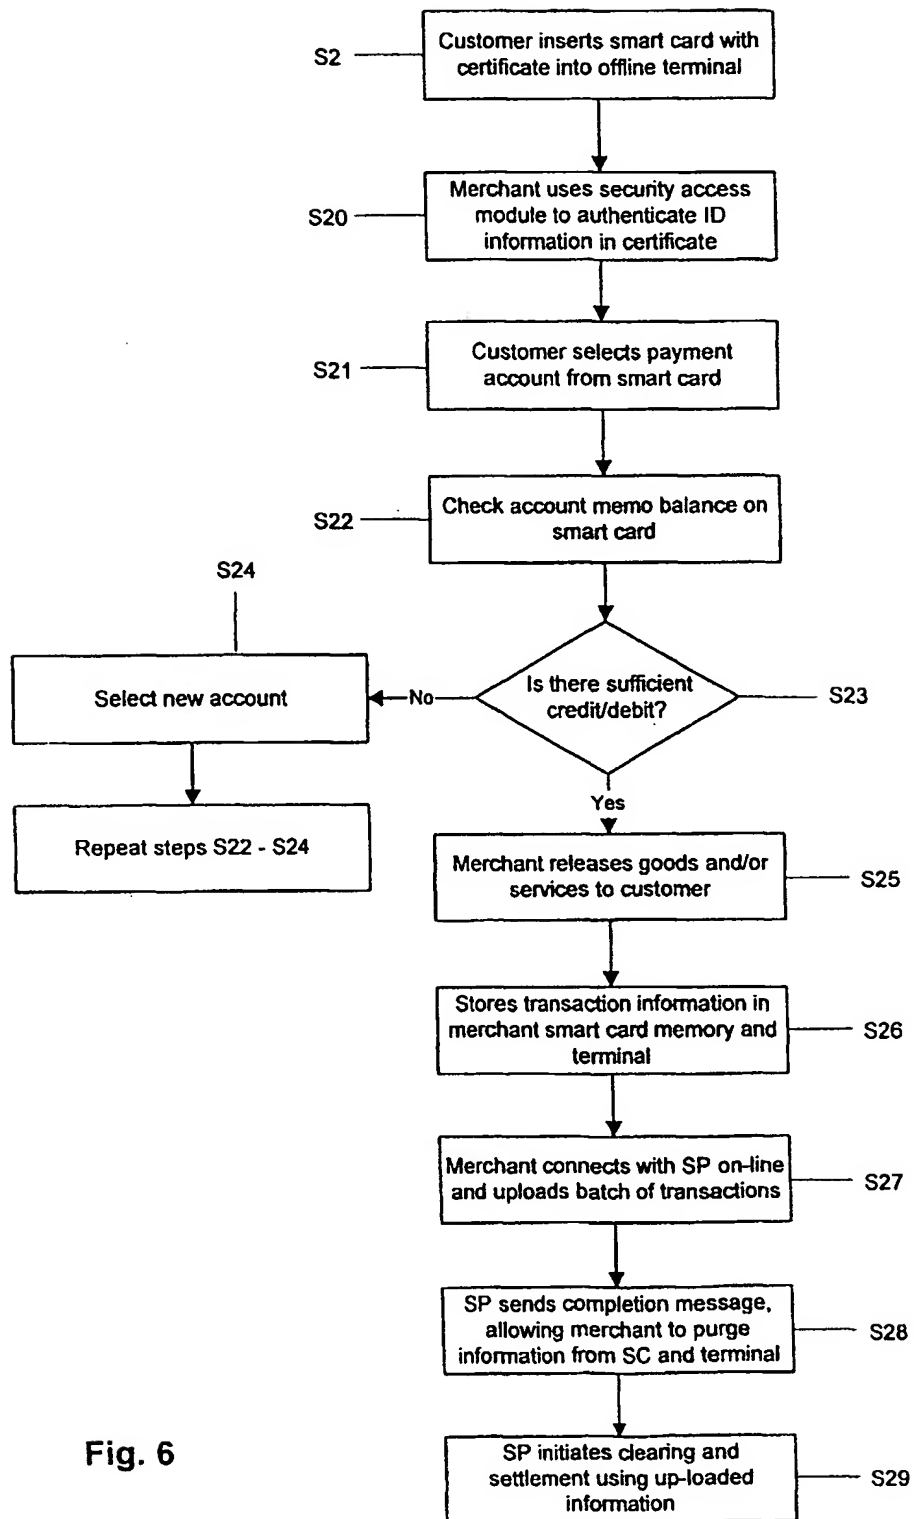 S2
Customer inserts smart card with
certificate into offline terminal
S20
Merchant uses security access
module to authenticate ID
information in certificate
S21
Customer selects payment
account from smart card
S22
Check account memo balance on
smart card
S24
Select new account
No
Is there sufficient
credit/debit?
S23
Repeat steps S22 - S24
Yes
Merchant releases goods and/or
services to customer
S25
Stores transaction information in
merchant smart card memory and
terminal
S26
Merchant connects with SP on-line
and uploads batch of transactions
S27
SP sends completion message,
allowing merchant to purge
information from SC and terminal
S28
SP initiates clearing and
settlement using up-loaded
information
S29
Fig. 6